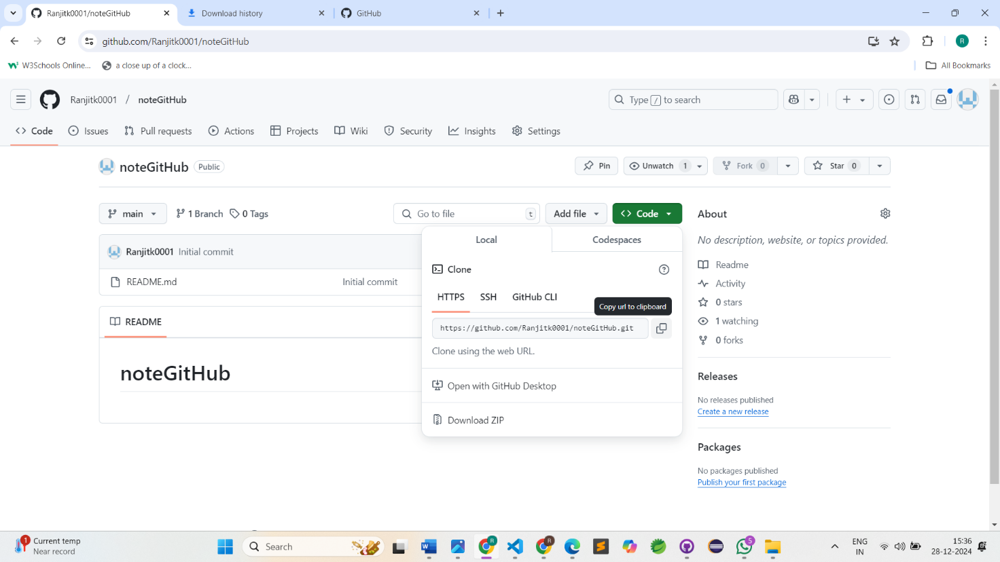 Ranjitk0001/noteGitHub
Download history
GitHub
github.com/Ranjitk0001/noteGitHub
R
W3Schools Online...
a close up of a clock...
All Bookmarks
Ranjitk0001 / noteGitHub
Type / to search
Code
Issues
Pull requests
Actions
Projects
Wiki
Security
Insights
Settings
noteGitHub
Public
Pin
Unwatch 1
Fork 0
Star 0
main
1 Branch
0 Tags
Go to file
t
Add file
Code
About
Local
Codespaces
No description, website, or topics provided.
Ranjitk0001 Initial commit
README.md
Initial commit
Clone
Readme
Activity
HTTPS
SSH
GitHub CLI
Copy url to clipboard
0 stars
https://github.com/Ranjitk0001/noteGitHub.git
1 watching
README
Clone using the web URL.
0 forks
noteGitHub
Open with GitHub Desktop
Releases
No releases published
Create a new release
Download ZIP
Packages
No packages published
Publish your first package
1
Current temp
Near record
Search
R
R
5
ENG
IN
15:36
28-12-2024